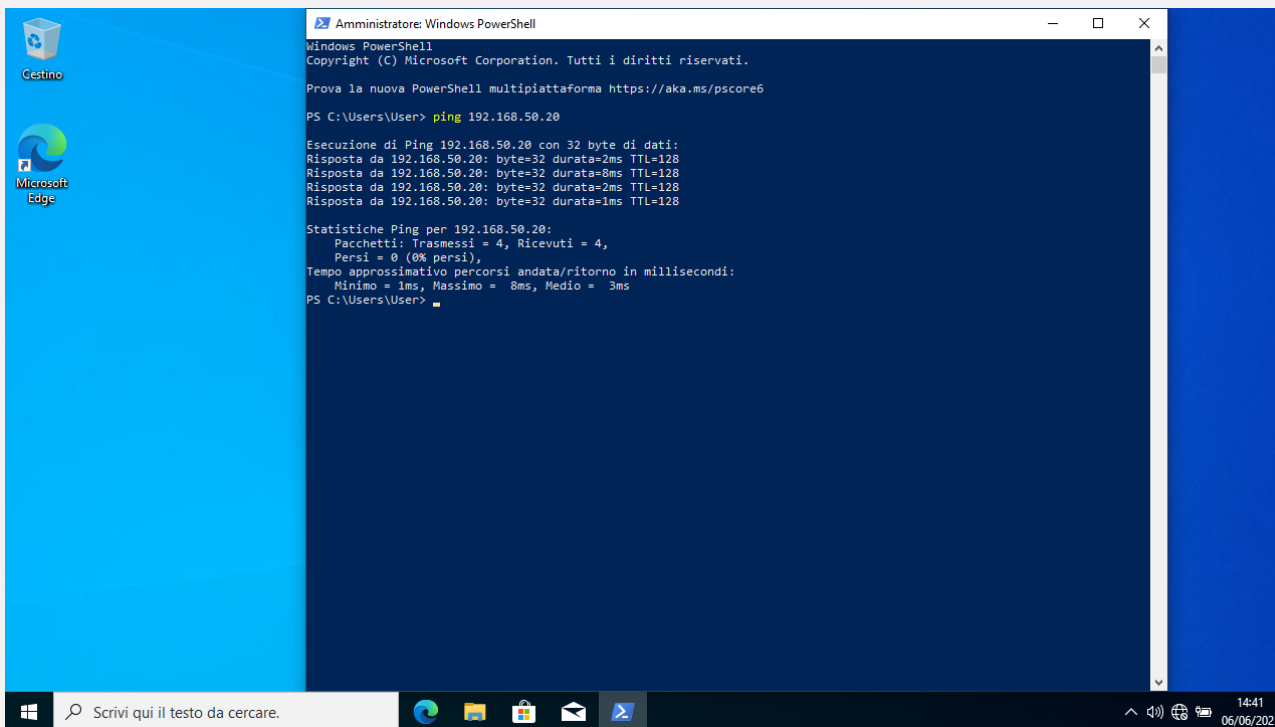 Cestino
Microsoft
Edge
Amministratore: Windows PowerShell
Windows PowerShell
Copyright (C) Microsoft Corporation. Tutti i diritti riservati.
Prova la nuova PowerShell multipiattaforma https://aka.ms/pscore6
PS C:\Users\User> ping 192.168.50.20
Esecuzione di Ping 192.168.50.20 con 32 byte di dati:
Risposta da 192.168.50.20: byte=32 durata=2ms TTL=128
Risposta da 192.168.50.20: byte=32 durata=8ms TTL=128
Risposta da 192.168.50.20: byte=32 durata=2ms TTL=128
Risposta da 192.168.50.20: byte=32 durata=1ms TTL=128
Statistiche Ping per 192.168.50.20:
    Pacchetti: Trasmessi = 4, Ricevuti = 4,
    Persi = 0 (0% persi),
Tempo approssimativo percorsi andata/ritorno in millisecondi:
    Minimo = 1ms, Massimo =  8ms, Medio =  3ms
PS C:\Users\User>
Scrivi qui il testo da cercare.
14:41
06/06/202